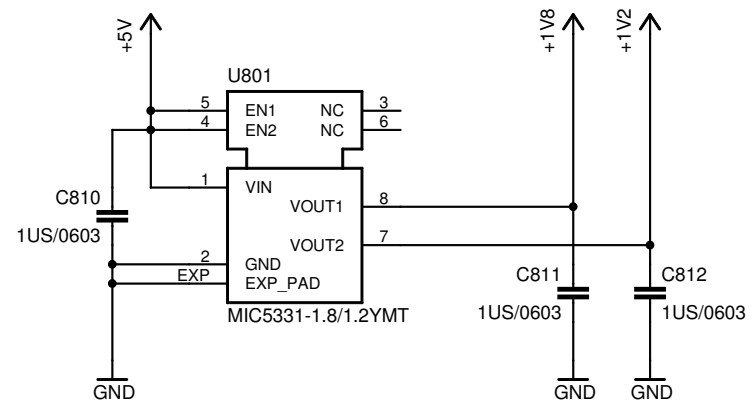 +5V
+1V8
+1V2
U801
5 EN1 NC 3
4 EN2 NC 6
1 VIN
C810
VOUT1 8
1US/0603
VOUT2 7
2 GND
EXP EXP_PAD
C811
C812
MIC5331-1.8/1.2YMT
1US/0603
1US/0603
GND
GND
GND